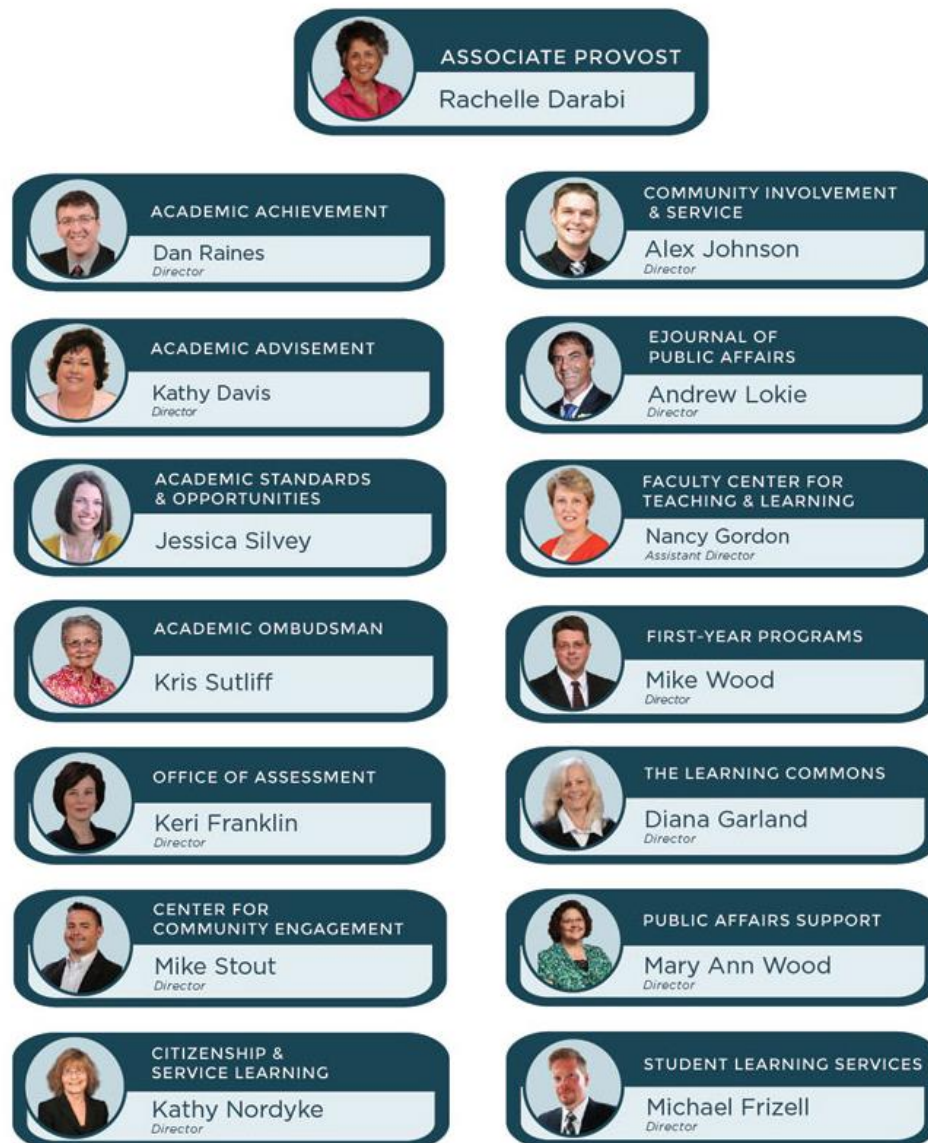 ASSOCIATE PROVOST
Rachelle Darabi
ACADEMIC ACHIEVEMENT
Dan Raines
Director
ACADEMIC ADVISEMENT
Kathy Davis
Director
ACADEMIC STANDARDS
& OPPORTUNITIES
Jessica Silvey
ACADEMIC OMBUDSMAN
Kris Sutliff
OFFICE OF ASSESSMENT
Keri Franklin
Director
CENTER FOR
COMMUNITY ENGAGEMENT
Mike Stout
Director
CITIZENSHIP &
SERVICE LEARNING
Kathy Nordyke
Director
COMMUNITY INVOLVEMENT
& SERVICE
Alex Johnson
Director
EJOURNAL OF
PUBLIC AFFAIRS
Andrew Lokie
Director
FACULTY CENTER FOR
TEACHING & LEARNING
Nancy Gordon
Assistant Director
FIRST-YEAR PROGRAMS
Mike Wood
Director
THE LEARNING COMMONS
Diana Garland
Director
PUBLIC AFFAIRS SUPPORT
Mary Ann Wood
Director
STUDENT LEARNING SERVICES
Michael Frizell
Director